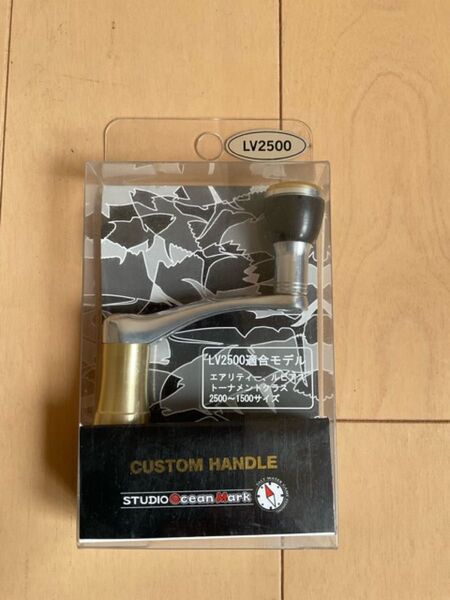 LV2500
LV2500適合モデル
エアリティー、ルビアス
トーナメントクラス
2500〜1500サイズ
CUSTOM HANDLE
STUDIO Ocean Mark